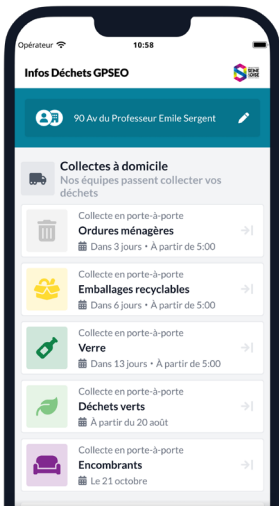 Opérateur 10:58
Infos Déchets GPSEO
SEINE
OISE
90 Av du Professeur Emile Sergent
Collectes à domicile
Nos équipes passent collecter vos
déchets
Collecte en porte-à-porte
Ordures ménagères
Dans 3 jours • À partir de 5:00
Collecte en porte-à-porte
Emballages recyclables
Dans 6 jours • À partir de 5:00
Collecte en porte-à-porte
Verre
Dans 13 jours • À partir de 5:00
Collecte en porte-à-porte
Déchets verts
À partir du 20 août
Collecte en porte-à-porte
Encombrants
Le 21 octobre